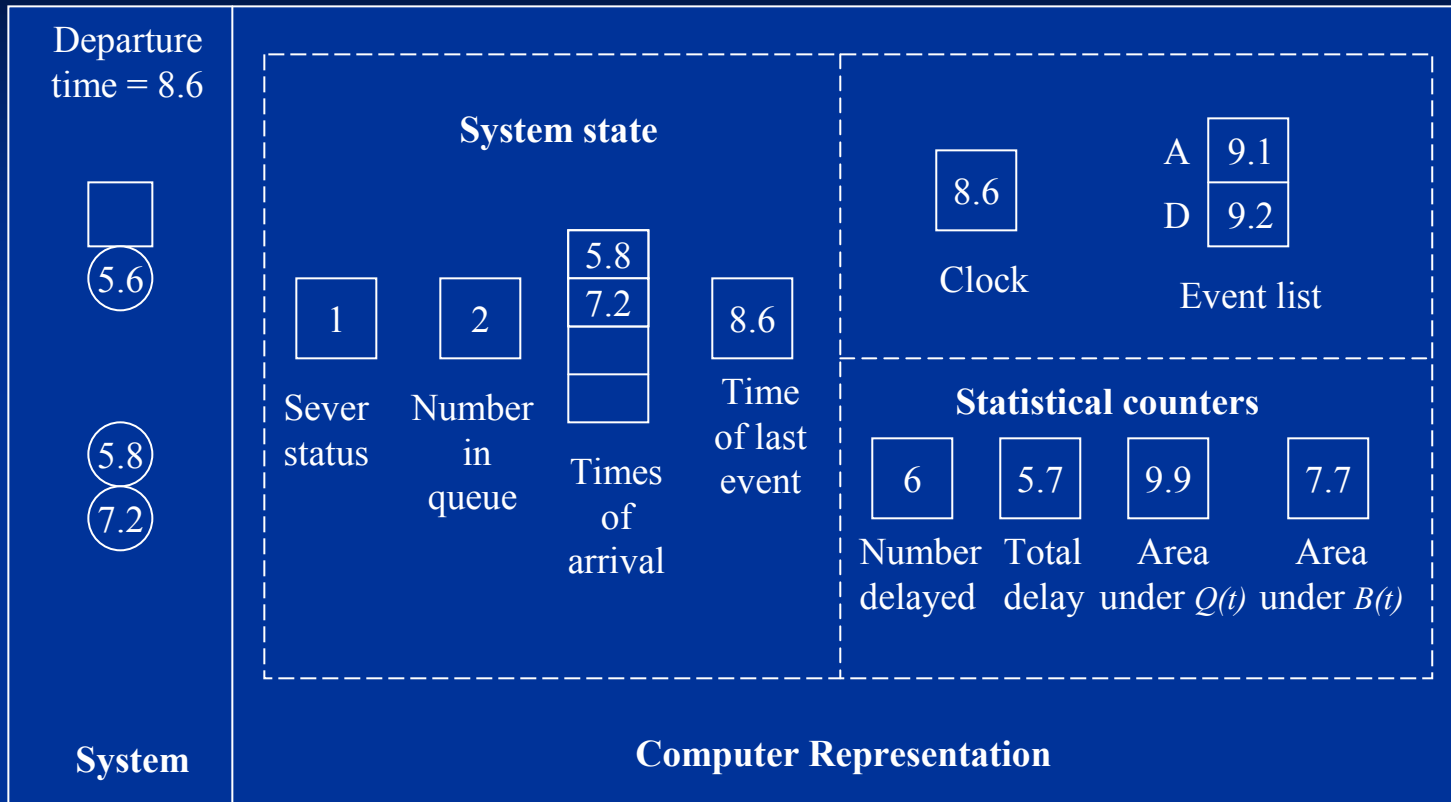 Departure
time = 8.6
5.6
5.8
7.2
System
System state
1
Sever
status
2
Number
in
queue
5.8
7.2
Times
of
arrival
8.6
Time
of last
event
8.6
Clock
A 9.1
D 9.2
Event list
Statistical counters
6
Number
delayed
5.7
Total
delay
9.9
Area
under Q(t)
7.7
Area
under B(t)
Computer Representation